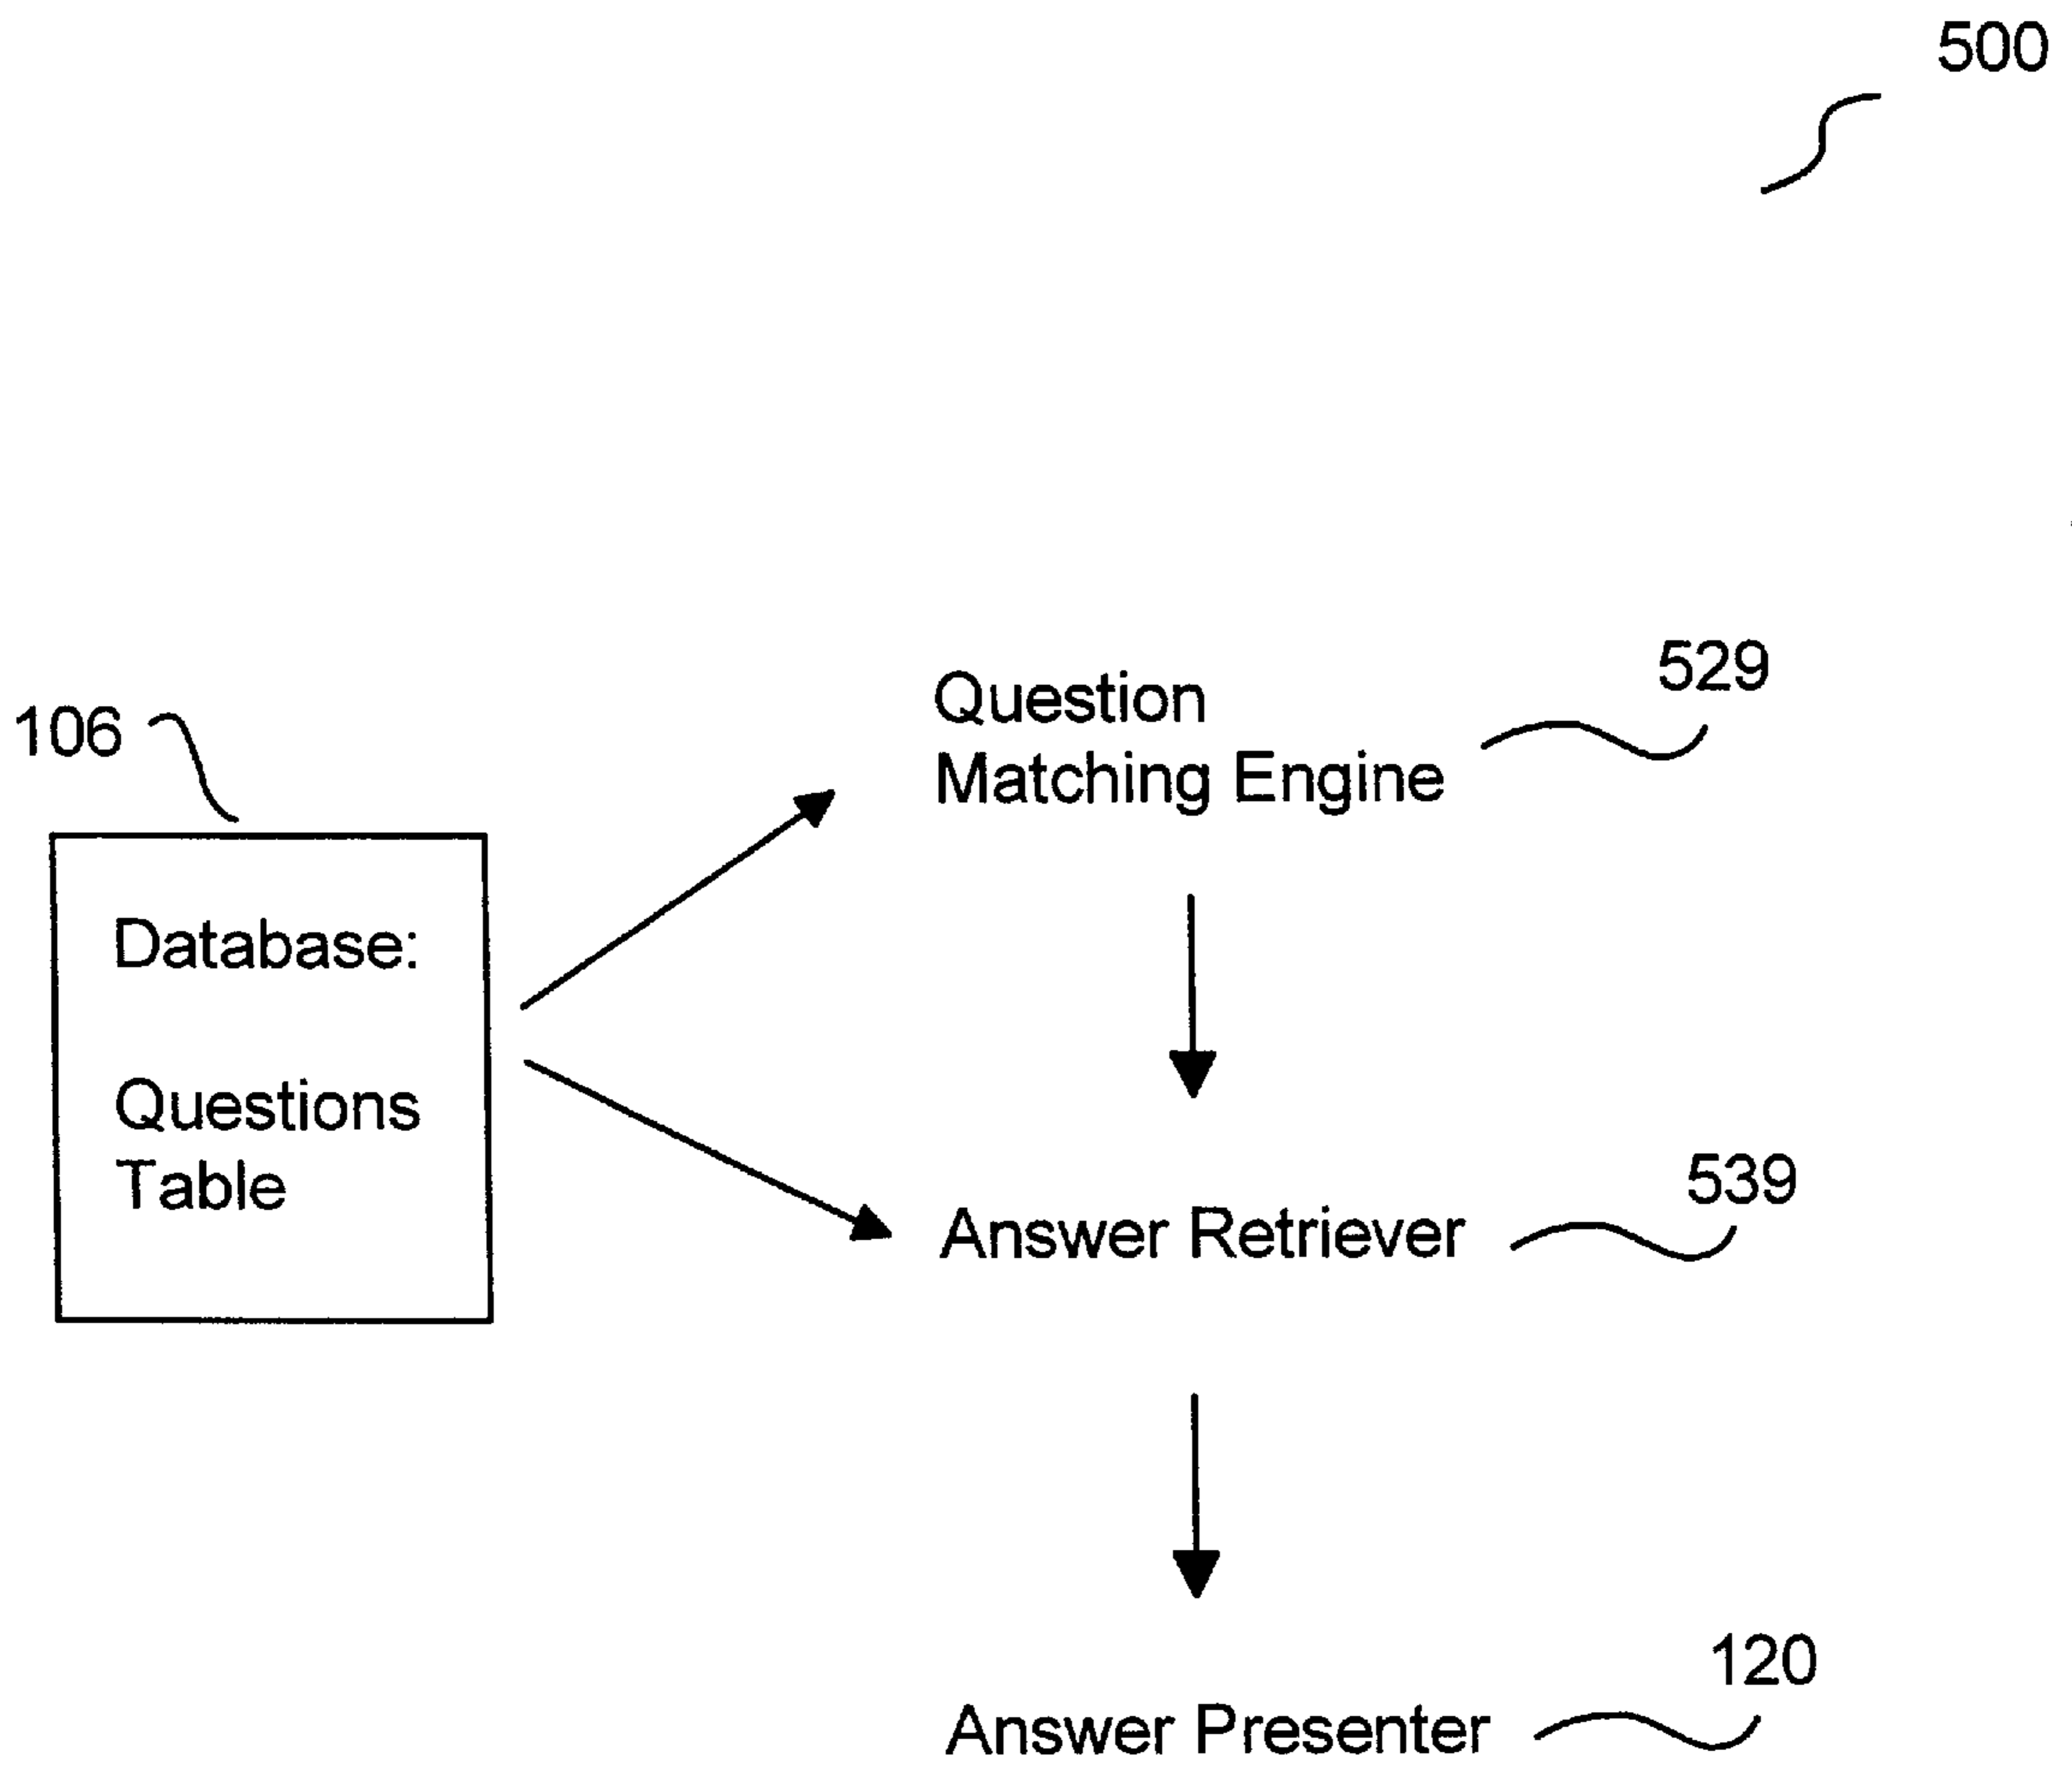 500
529
Question
Matching Engine
106
Database:
Questions
Table
539
Answer Retriever
120
Answer Presenter